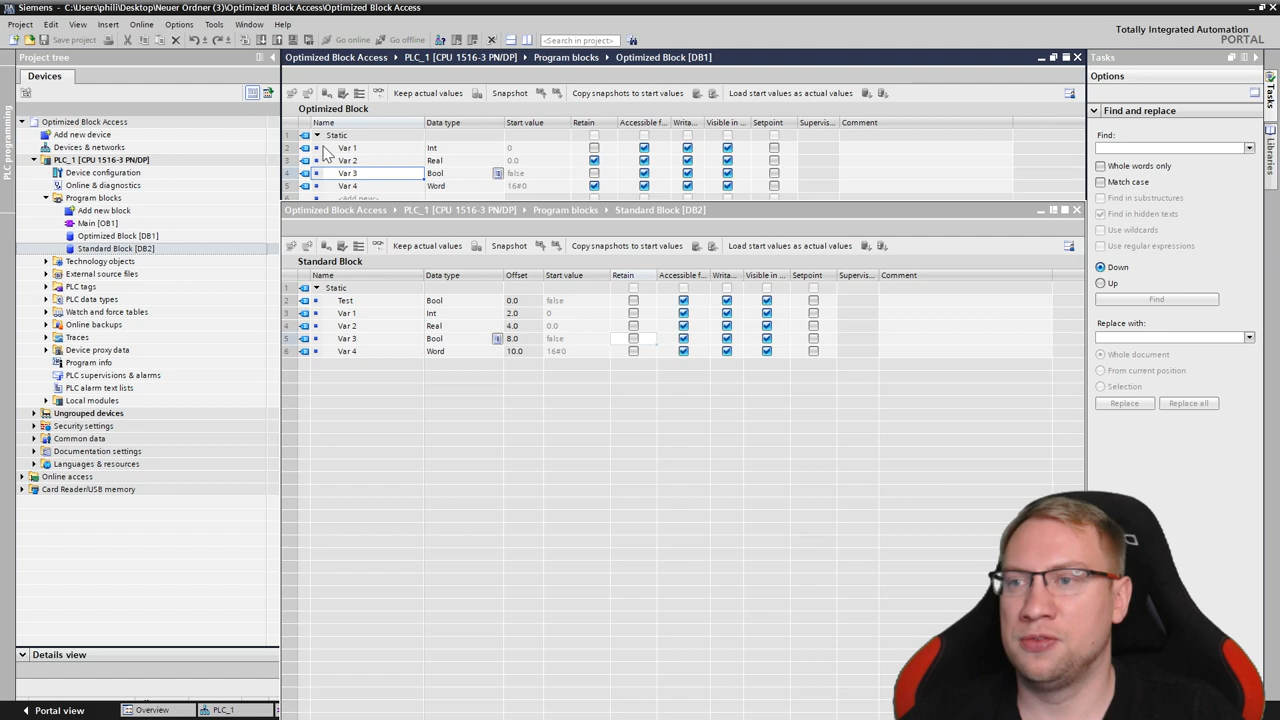 Siemens - C:\Users\phili\Desktop\Neuer Ordner (3)\Optimized Block Access\Optimized Block Access
Project Edit View Insert Online Options Tools Window Help
Totally Integrated Automation
PORTAL
Save project Go online Go offline <Search in project>
Project tree
Devices
Optimized Block Access
Add new device
Devices & networks
PLC_1 [CPU 1516-3 PN/DP]
Device configuration
Online & diagnostics
Program blocks
Add new block
Main [OB1]
Optimized Block [DB1]
Standard Block [DB2]
Technology objects
External source files
PLC tags
PLC data types
Watch and force tables
Online backups
Traces
Device proxy data
Program info
PLC supervisions & alarms
PLC alarm text lists
Local modules
Ungrouped devices
Security settings
Common data
Documentation settings
Languages & resources
Online access
Card Reader/USB memory
Details view
Portal view Overview PLC_1
PLC programming
Optimized Block Access PLC_1 [CPU 1516-3 PN/DP] Program blocks Optimized Block [DB1]
Keep actual values Snapshot Copy snapshots to start values Load start values as actual values
Optimized Block
Name Data type Start value Retain Accessible f... Writa... Visible in ... Setpoint Supervis... Comment
1 Static
2 Var 1 Int 0
3 Var 2 Real 0.0
4 Var 3 Bool false
5 Var 4 Word 16#0
<Add new>
Optimized Block Access PLC_1 [CPU 1516-3 PN/DP] Program blocks Standard Block [DB2]
Keep actual values Snapshot Copy snapshots to start values Load start values as actual values
Standard Block
Name Data type Offset Start value Retain Accessible f... Writa... Visible in ... Setpoint Supervis... Comment
1 Static
2 Test Bool 0.0 false
3 Var 1 Int 2.0 0
4 Var 2 Real 4.0 0.0
5 Var 3 Bool 8.0 false
6 Var 4 Word 10.0 16#0
Tasks
Options
Find and replace
Find:
Whole words only
Match case
Find in substructures
Find in hidden texts
Use wildcards
Use regular expressions
Down
Up
Find
Replace with:
Whole document
From current position
Selection
Replace Replace all
Tasks
Libraries